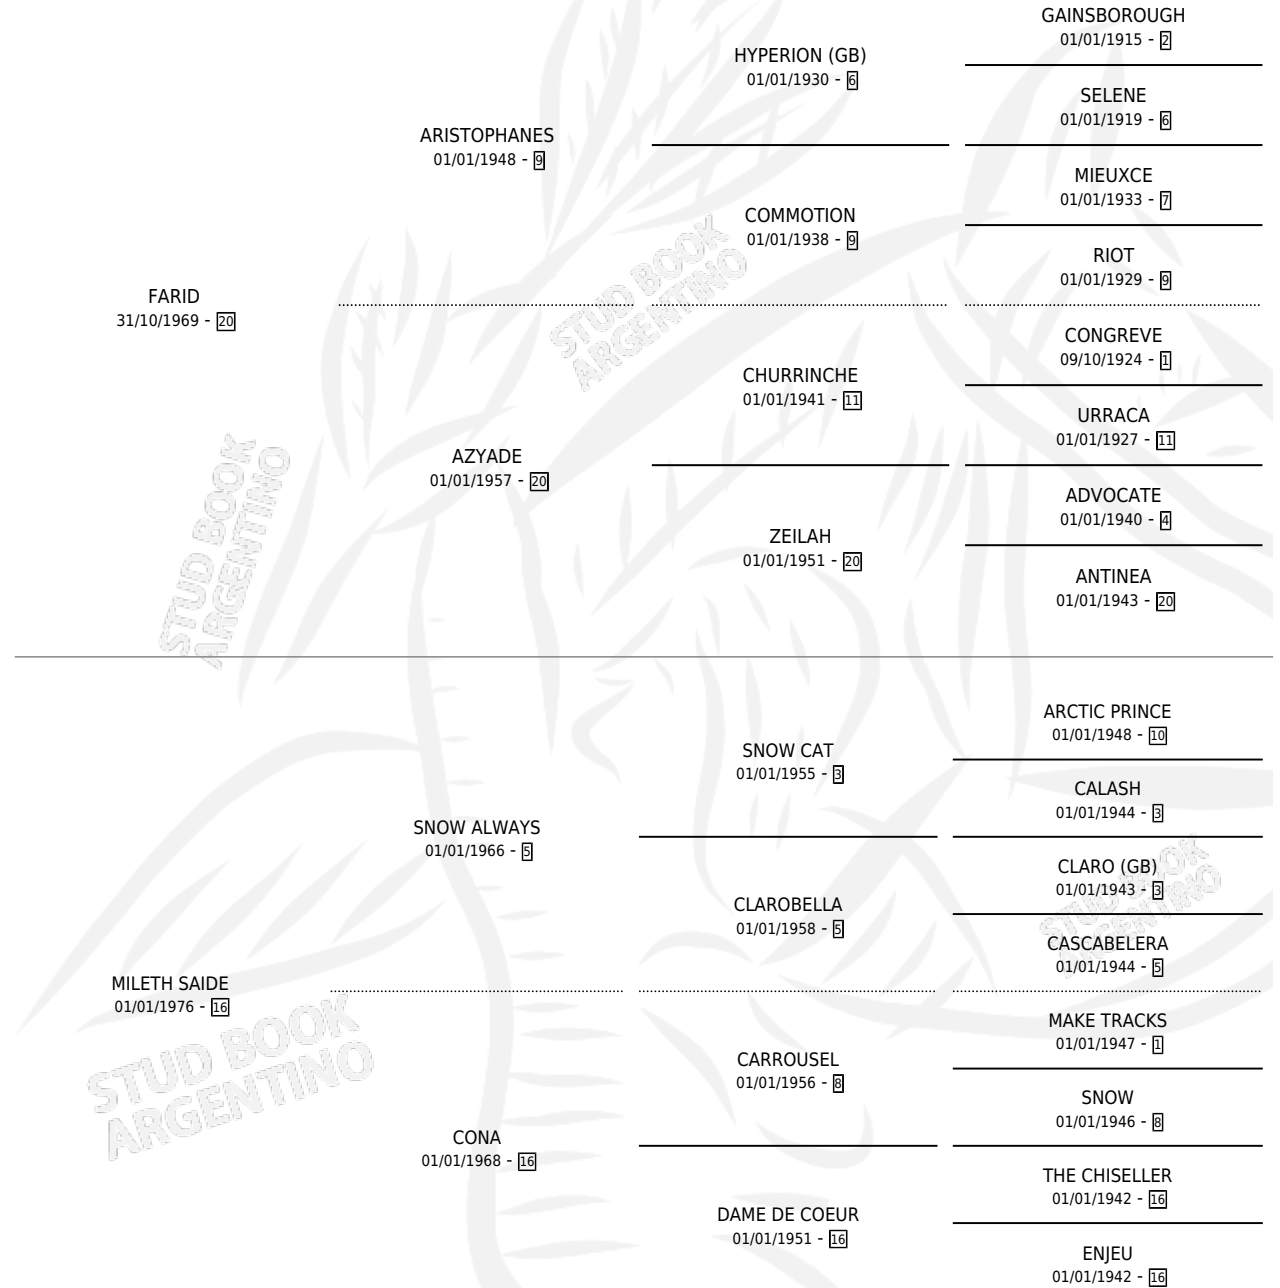 GAINSBOROUGH
01/01/1915 - 2
HYPERION (GB)
01/01/1930 - 6
SELENE
01/01/1919 - 6
ARISTOPHANES
01/01/1948 - 9
MIEUXCE
01/01/1933 - 7
COMMOTION
01/01/1938 - 9
RIOT
01/01/1929 - 9
FARID
31/10/1969 - 20
CONGREVE
09/10/1924 - 1
CHURRINCHE
01/01/1941 - 11
URRACA
01/01/1927 - 11
AZYADE
01/01/1957 - 20
ADVOCATE
01/01/1940 - 4
ZEILAH
01/01/1951 - 20
ANTINEA
01/01/1943 - 20
ARCTIC PRINCE
01/01/1948 - 10
SNOW CAT
01/01/1955 - 3
CALASH
01/01/1944 - 3
SNOW ALWAYS
01/01/1966 - 5
CLARO (GB)
01/01/1943 - 3
CLAROBELLA
01/01/1958 - 5
CASCABELERA
01/01/1944 - 5
MILETH SAIDE
01/01/1976 - 16
MAKE TRACKS
01/01/1947 - 1
CARROUSEL
01/01/1956 - 8
SNOW
01/01/1946 - 8
CONA
01/01/1968 - 16
THE CHISELLER
01/01/1942 - 16
DAME DE COEUR
01/01/1951 - 16
ENJEU
01/01/1942 - 16
STUD BOOK
ARGENTINO
STUD BOOK
ARGENTINO
STUD BOOK
ARGENTINO
STUD BOOK
ARGENTINO